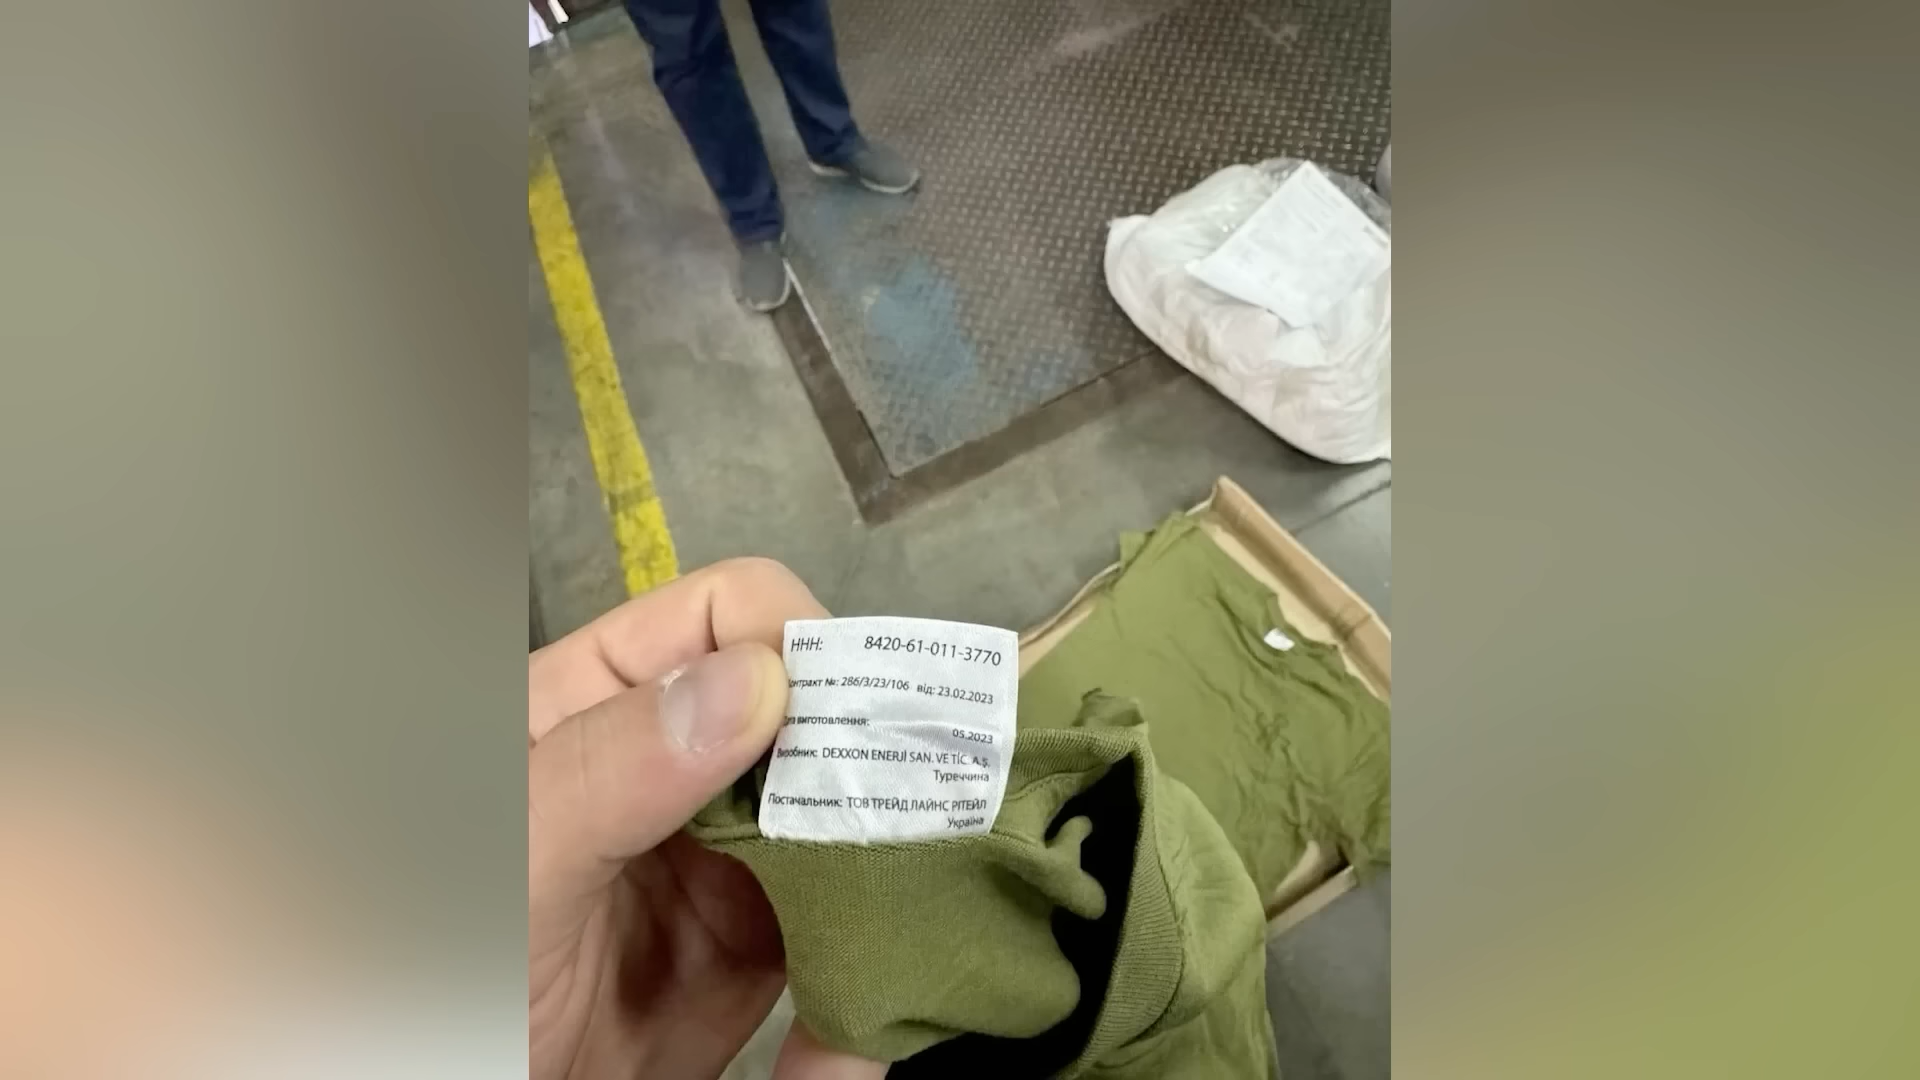 ННН: 8420-61-011-3770
Контракт №: 286/3/23/106 від: 23.02.2023
Дата виготовлення:
05.2023
Виробник: DEXXON ENERJİ SAN. VE TİC. A.Ş.
Туреччина
Постачальник: ТОВ ТРЕЙД ЛАЙНС РІТЕЙЛ
Україна